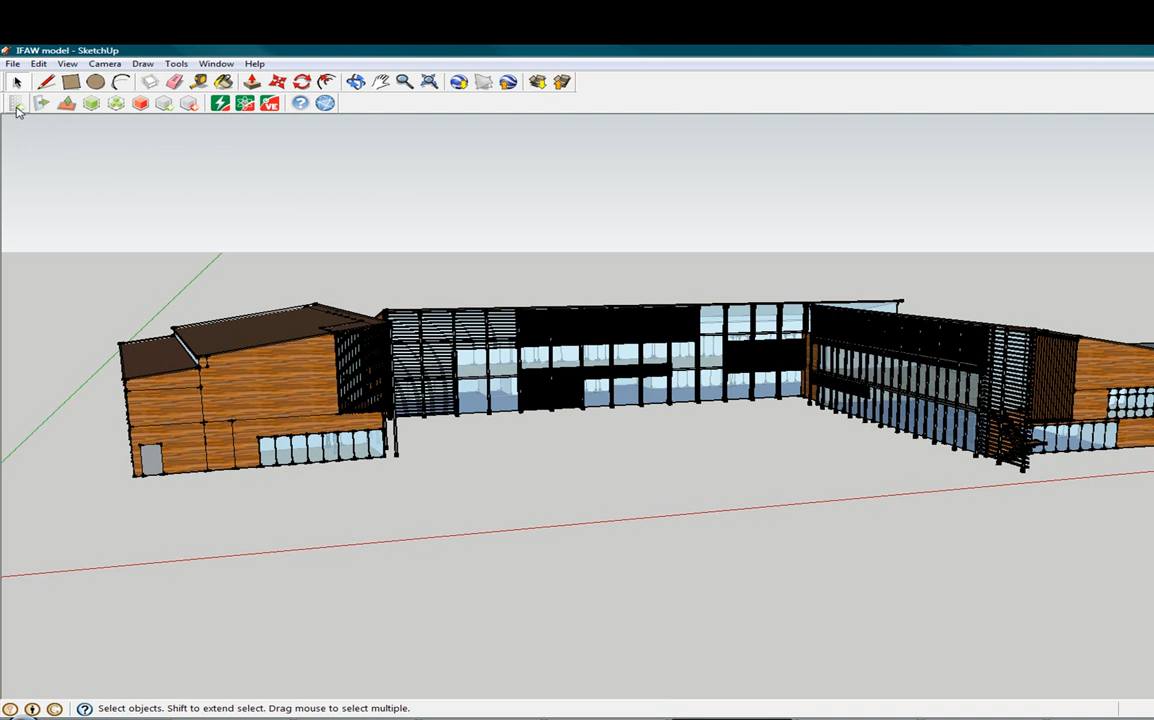 IFAW model - SketchUp
File Edit View Camera Draw Tools Window Help
VE
Select objects. Shift to extend select. Drag mouse to select multiple.